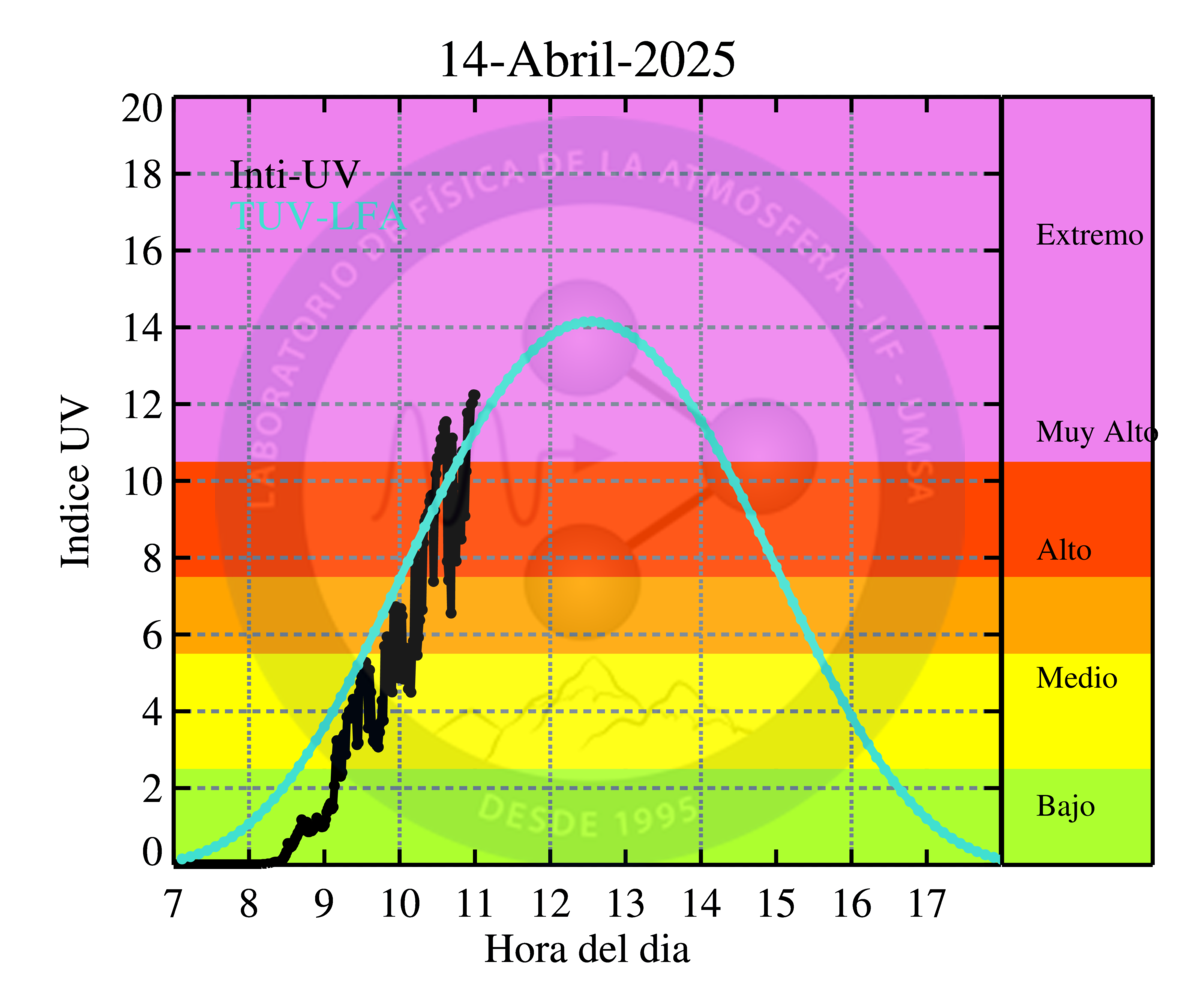 14-Abril-2025
20
18
16
14
12
10
8
6
4
2
0
Indice UV
Inti-UV
TUV-LFA
LABORATORIO DE FÍSICA DE LA ATMÓSFERA - IIF - UMSA
DESDE 1995
Extremo
Muy Alto
Alto
Medio
Bajo
7 8 9 10 11 12 13 14 15 16 17
Hora del dia